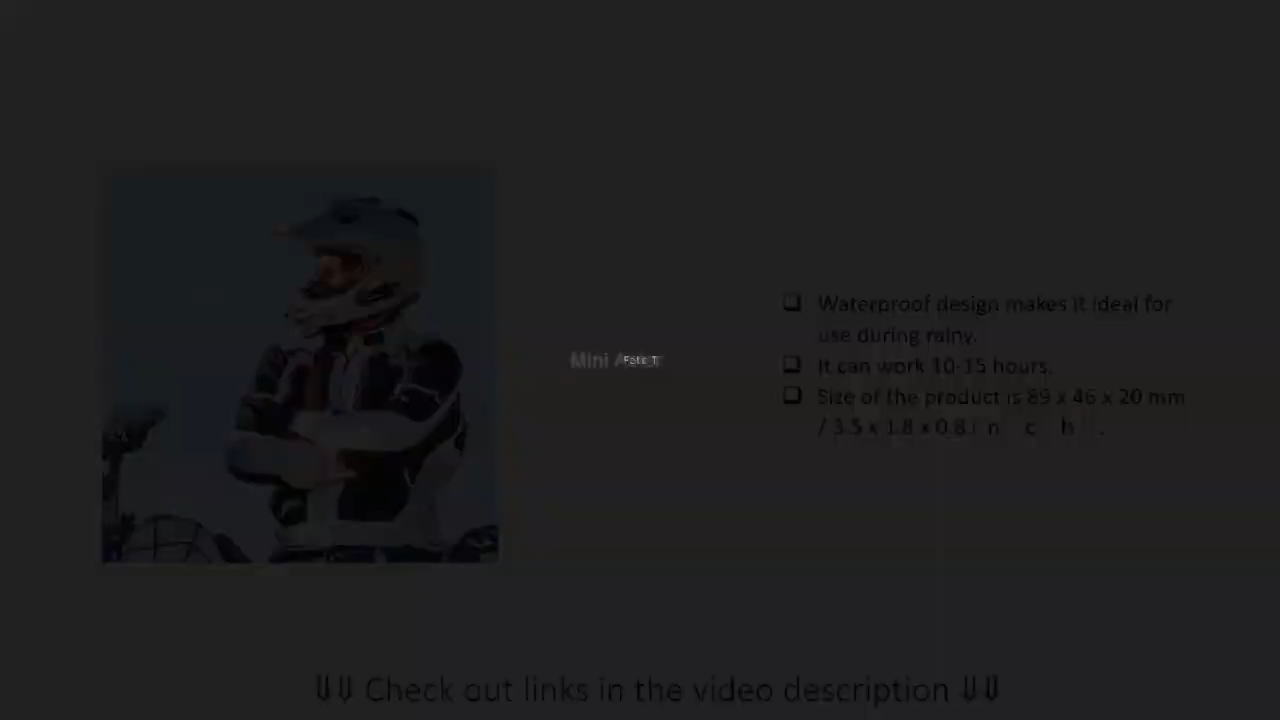 Mini
Waterproof design makes it ideal for
use during rainy.
It can work 10-15 hours.
Size of the product is 89 x 46 x 20 mm
/ 3.5 x 1.8 x 0.8 i n c h .
⇓⇓ Check out links in the video description ⇓⇓